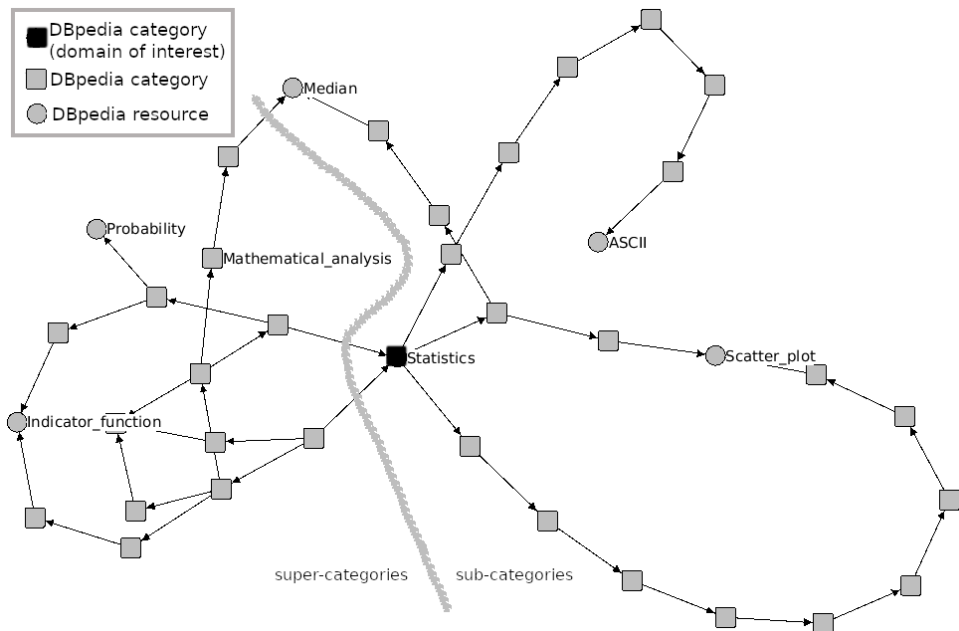 DBpedia category
(domain of interest)
DBpedia category
DBpedia resource
Median
Probability
ASCII
Mathematical_analysis
Statistics
Scatter_plot
Indicator_function
super-categories
sub-categories